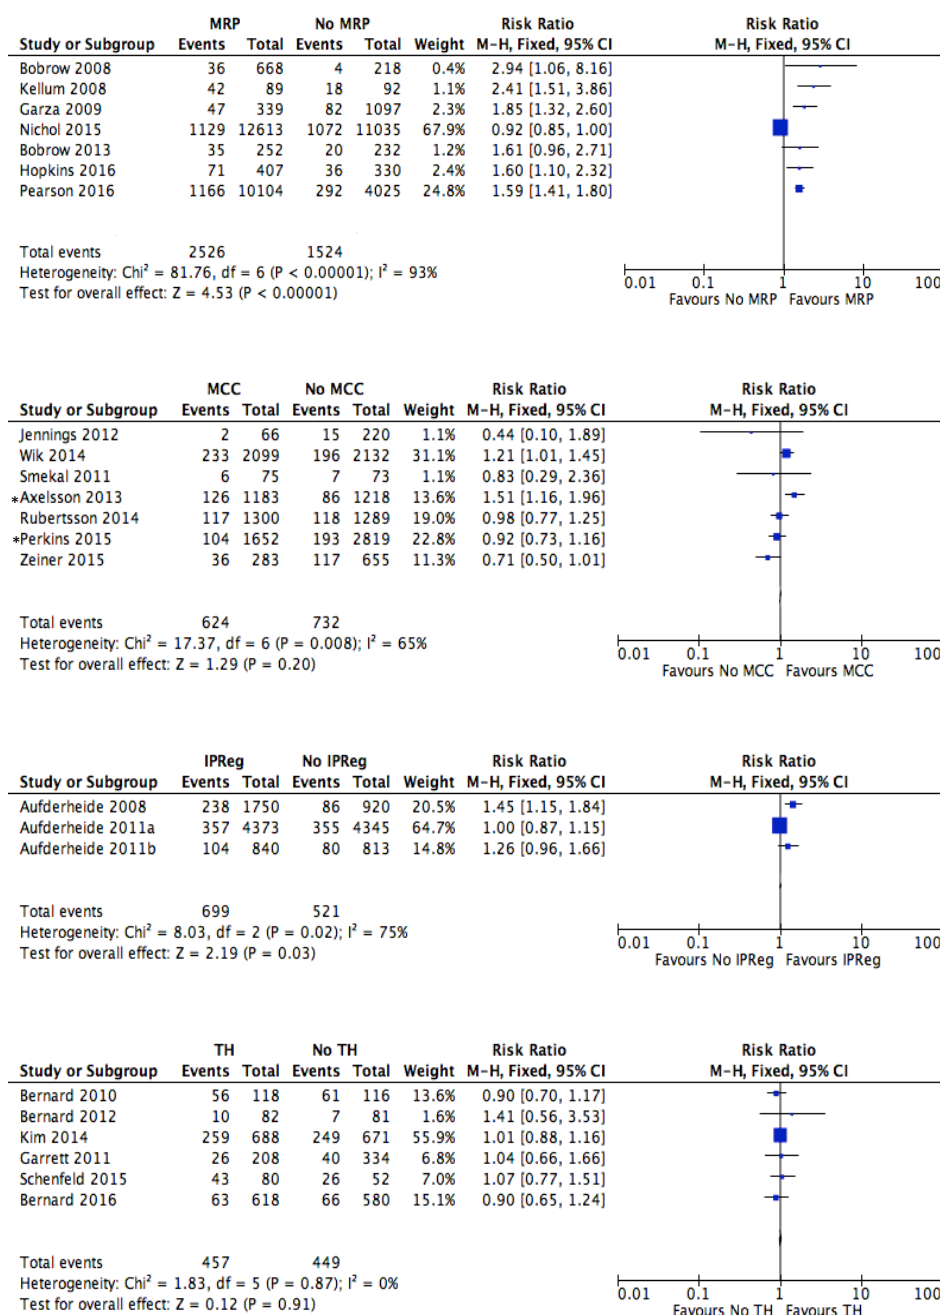 MRP No MRP Risk Ratio Risk Ratio
Study or Subgroup Events Total Events Total Weight M-H, Fixed, 95% CI M-H, Fixed, 95% CI
Bobrow 2008 36 668 4 218 0.4% 2.94 [1.06, 8.16]
Kellum 2008 42 89 18 92 1.1% 2.41 [1.51, 3.86]
Garza 2009 47 339 82 1097 2.3% 1.85 [1.32, 2.60]
Nichol 2015 1129 12613 1072 11035 67.9% 0.92 [0.85, 1.00]
Bobrow 2013 35 252 20 232 1.2% 1.61 [0.96, 2.71]
Hopkins 2016 71 407 36 330 2.4% 1.60 [1.10, 2.32]
Pearson 2016 1166 10104 292 4025 24.8% 1.59 [1.41, 1.80]
Total events 2526 1524
Heterogeneity: Chi² = 81.76, df = 6 (P < 0.00001); I² = 93%
Test for overall effect: Z = 4.53 (P < 0.00001)
0.01 0.1 1 10 100
Favours No MRP Favours MRP
MCC No MCC Risk Ratio Risk Ratio
Study or Subgroup Events Total Events Total Weight M-H, Fixed, 95% CI M-H, Fixed, 95% CI
Jennings 2012 2 66 15 220 1.1% 0.44 [0.10, 1.89]
Wik 2014 233 2099 196 2132 31.1% 1.21 [1.01, 1.45]
Smekal 2011 6 75 7 73 1.1% 0.83 [0.29, 2.36]
*Axelsson 2013 126 1183 86 1218 13.6% 1.51 [1.16, 1.96]
Rubertsson 2014 117 1300 118 1289 19.0% 0.98 [0.77, 1.25]
*Perkins 2015 104 1652 193 2819 22.8% 0.92 [0.73, 1.16]
Zeiner 2015 36 283 117 655 11.3% 0.71 [0.50, 1.01]
Total events 624 732
Heterogeneity: Chi² = 17.37, df = 6 (P = 0.008); I² = 65%
Test for overall effect: Z = 1.29 (P = 0.20)
0.01 0.1 1 10 100
Favours No MCC Favours MCC
IPReg No IPReg Risk Ratio Risk Ratio
Study or Subgroup Events Total Events Total Weight M-H, Fixed, 95% CI M-H, Fixed, 95% CI
Aufderheide 2008 238 1750 86 920 20.5% 1.45 [1.15, 1.84]
Aufderheide 2011a 357 4373 355 4345 64.7% 1.00 [0.87, 1.15]
Aufderheide 2011b 104 840 80 813 14.8% 1.26 [0.96, 1.66]
Total events 699 521
Heterogeneity: Chi² = 8.03, df = 2 (P = 0.02); I² = 75%
Test for overall effect: Z = 2.19 (P = 0.03)
0.01 0.1 1 10 100
Favours No IPReg Favours IPReg
TH No TH Risk Ratio Risk Ratio
Study or Subgroup Events Total Events Total Weight M-H, Fixed, 95% CI M-H, Fixed, 95% CI
Bernard 2010 56 118 61 116 13.6% 0.90 [0.70, 1.17]
Bernard 2012 10 82 7 81 1.6% 1.41 [0.56, 3.53]
Kim 2014 259 688 249 671 55.9% 1.01 [0.88, 1.16]
Garrett 2011 26 208 40 334 6.8% 1.04 [0.66, 1.66]
Schenfeld 2015 43 80 26 52 7.0% 1.07 [0.77, 1.51]
Bernard 2016 63 618 66 580 15.1% 0.90 [0.65, 1.24]
Total events 457 449
Heterogeneity: Chi² = 1.83, df = 5 (P = 0.87); I² = 0%
Test for overall effect: Z = 0.12 (P = 0.91)
0.01 0.1 1 10 100
Favours No TH Favours TH